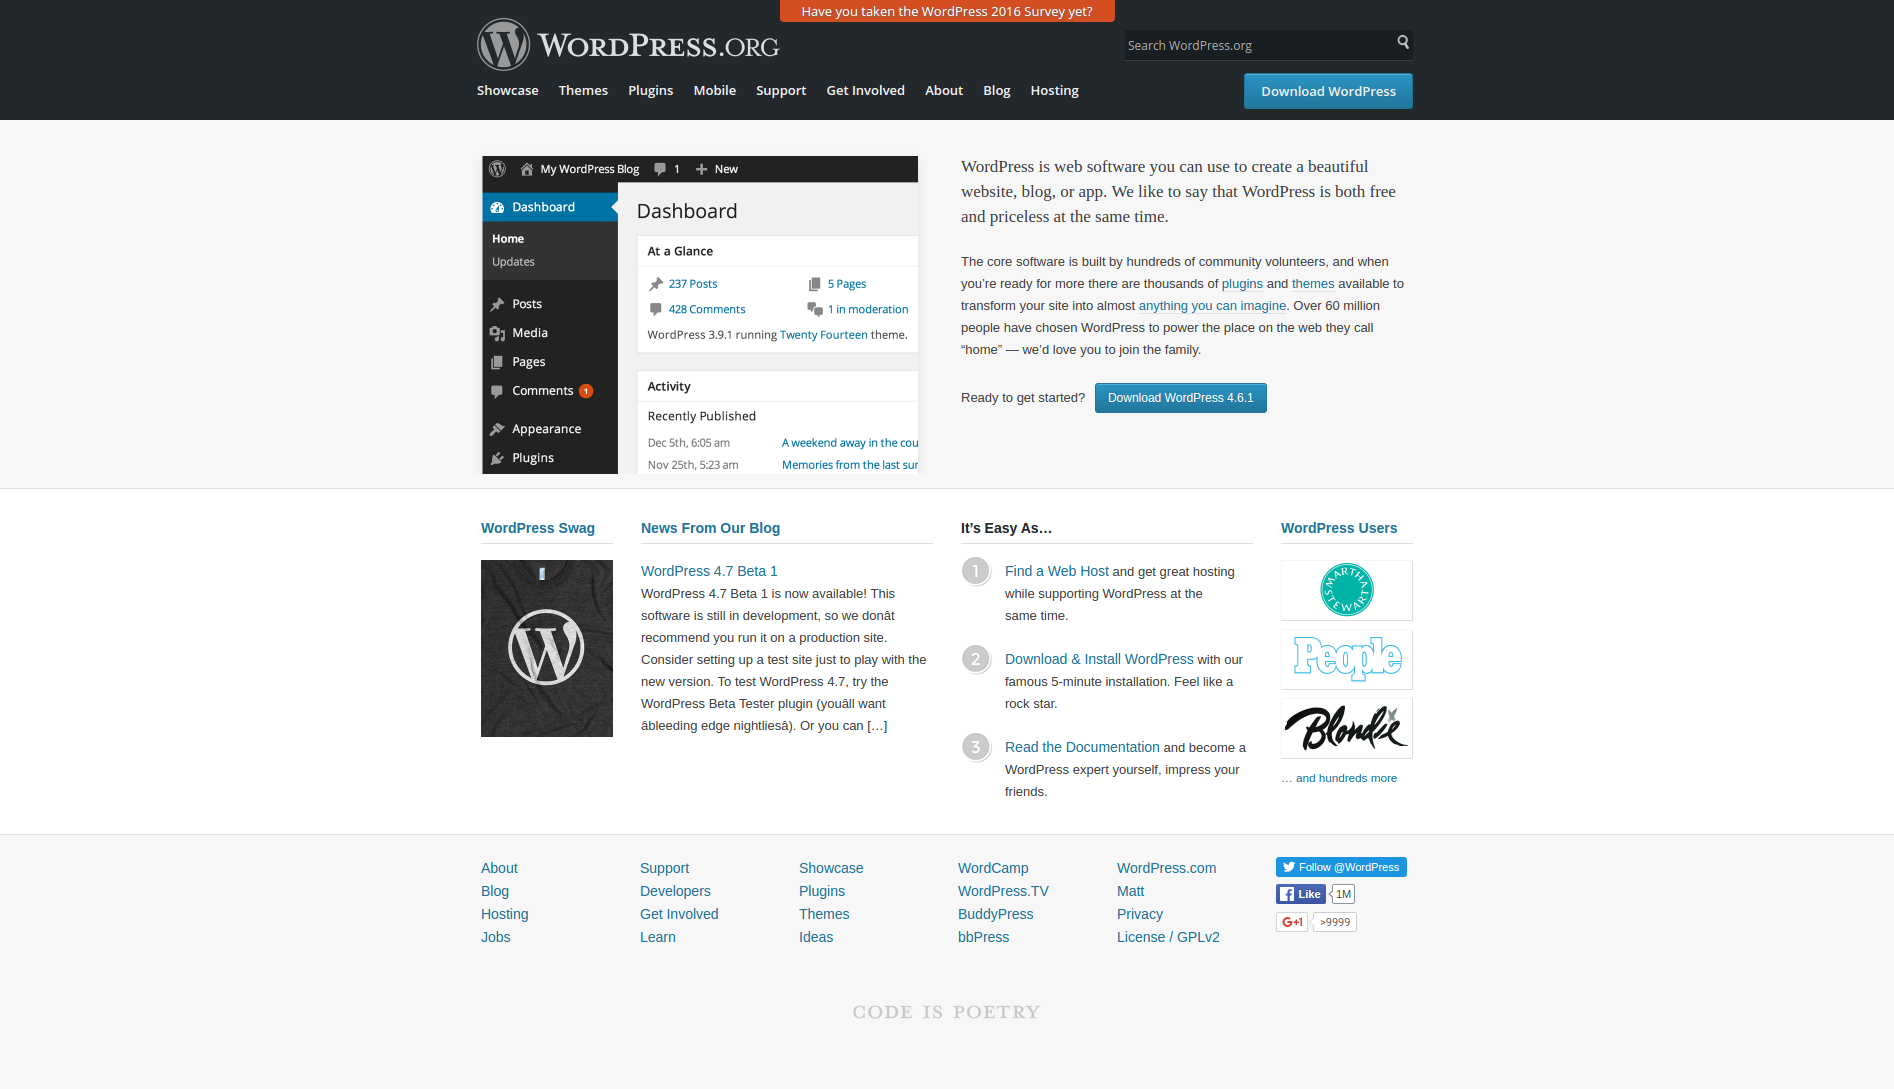 Have you taken the WordPress 2016 Survey yet?
WORDPRESS.ORG
Search WordPress.org
Showcase Themes Plugins Mobile Support Get Involved About Blog Hosting
Download WordPress
My WordPress Blog 1 New
Dashboard
Home
Updates
Posts
Media
Pages
Comments 1
Appearance
Plugins
Dashboard
At a Glance
237 Posts 5 Pages
428 Comments 1 in moderation
WordPress 3.9.1 running Twenty Fourteen theme.
Activity
Recently Published
Dec 5th, 6:05 am A weekend away in the cou
Nov 25th, 5:23 am Memories from the last sur
WordPress is web software you can use to create a beautiful
website, blog, or app. We like to say that WordPress is both free
and priceless at the same time.
The core software is built by hundreds of community volunteers, and when
you’re ready for more there are thousands of plugins and themes available to
transform your site into almost anything you can imagine. Over 60 million
people have chosen WordPress to power the place on the web they call
“home” — we’d love you to join the family.
Ready to get started? Download WordPress 4.6.1
WordPress Swag
News From Our Blog
WordPress 4.7 Beta 1
WordPress 4.7 Beta 1 is now available! This
software is still in development, so we donât
recommend you run it on a production site.
Consider setting up a test site just to play with the
new version. To test WordPress 4.7, try the
WordPress Beta Tester plugin (youâll want
âbleeding edge nightliesâ). Or you can […]
It’s Easy As…
1 Find a Web Host and get great hosting
while supporting WordPress at the
same time.
2 Download & Install WordPress with our
famous 5-minute installation. Feel like a
rock star.
3 Read the Documentation and become a
WordPress expert yourself, impress your
friends.
WordPress Users
MARTHA STEWART
People
Blondie
… and hundreds more
About
Blog
Hosting
Jobs
Support
Developers
Get Involved
Learn
Showcase
Plugins
Themes
Ideas
WordCamp
WordPress.TV
BuddyPress
bbPress
WordPress.com
Matt
Privacy
License / GPLv2
Follow @WordPress
Like 1M
G+1 >9999
CODE IS POETRY